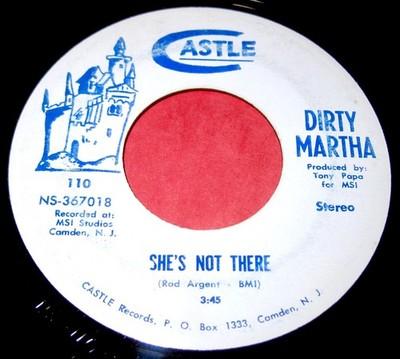 CASTLE
DIRTY
MARTHA
Produced by:
Tony Papa
for MSI
Stereo
110
NS-367018
Recorded at:
MSI Studios
Camden, N. J.
SHE'S NOT THERE
(Rod Argent - BMI)
3:45
CASTLE Records, P. O. Box 1333, Camden, N. J.